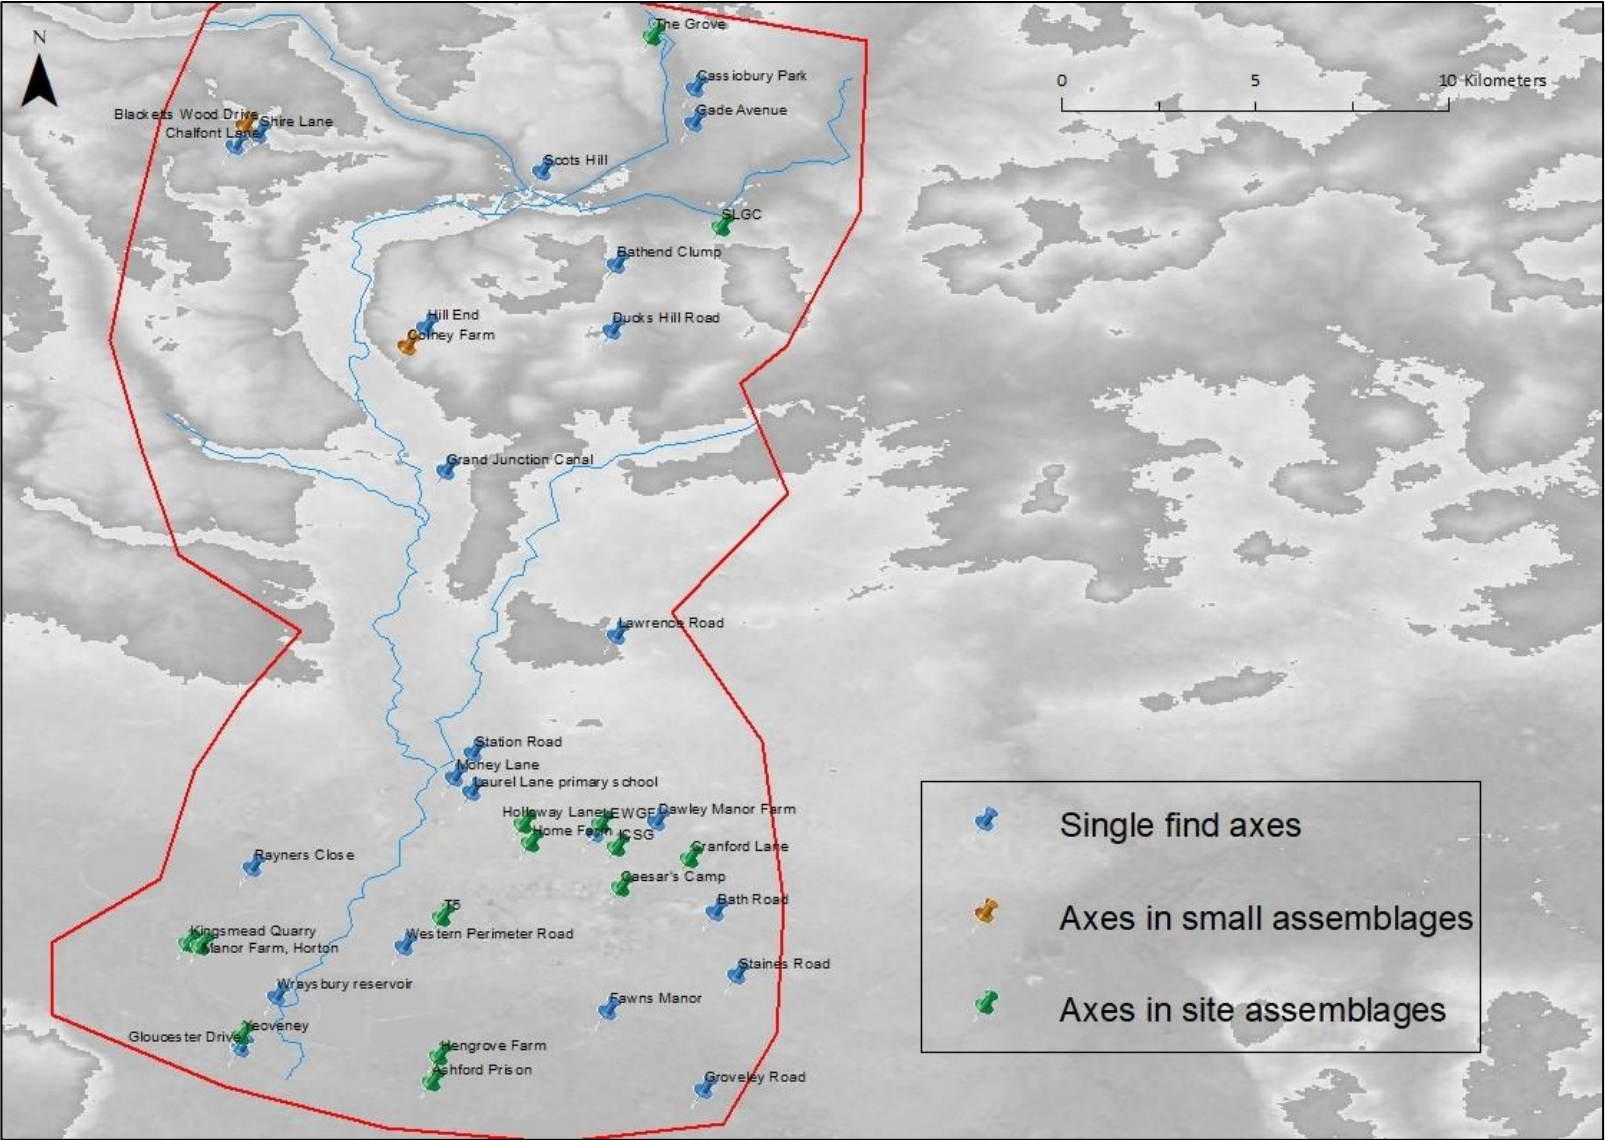 N
The Grove
Cassiobury Park
0 5 10 Kilometers
Gade Avenue
Blacketts Wood Drive
Shire Lane
Chalfont Lane
Scots Hill
SLGC
Bathend Clump
Hill End
Ducks Hill Road
Colney Farm
Grand Junction Canal
Lawrence Road
Station Road
Money Lane
Laurel Lane primary school
Holloway Lane
LEWGF
Dawley Manor Farm
Home Farm
ICSG
Cranford Lane
Rayners Close
Caesar's Camp
Bath Road
T5
Kingsmead Quarry
Western Perimeter Road
Manor Farm, Horton
Staines Road
Wraysbury reservoir
Fawns Manor
Yeoveney
Gloucester Drive
Hengrove Farm
Ashford Prison
Groveley Road
Single find axes
Axes in small assemblages
Axes in site assemblages